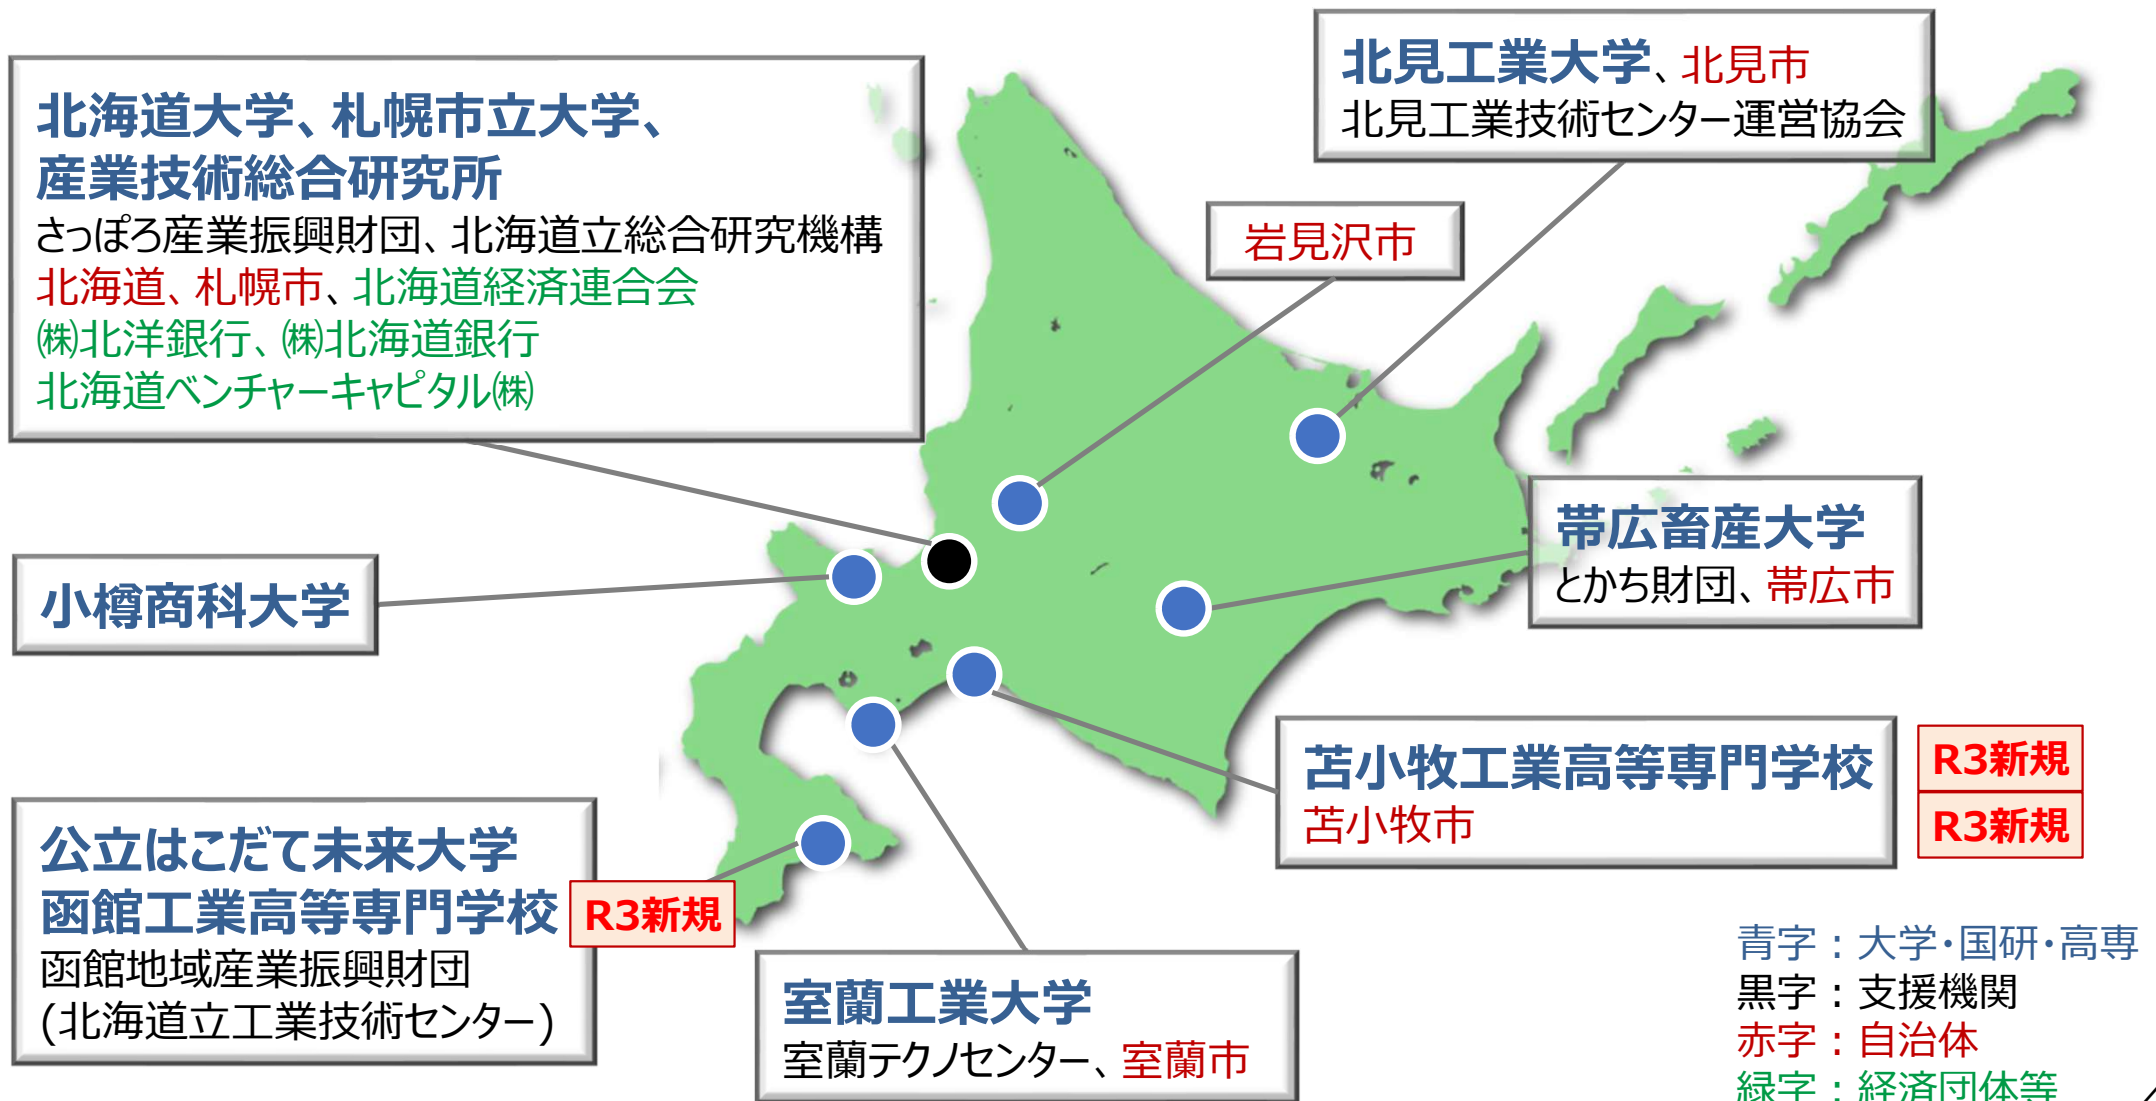 北海道大学、札幌市立大学、
産業技術総合研究所
さっぽろ産業振興財団、北海道立総合研究機構
北海道、札幌市、北海道経済連合会
㈱北洋銀行、㈱北海道銀行
北海道ベンチャーキャピタル㈱
北見工業大学、北見市
北見工業技術センター運営協会
岩見沢市
小樽商科大学
帯広畜産大学
とかち財団、帯広市
苫小牧工業高等専門学校
苫小牧市
R3新規
R3新規
公立はこだて未来大学
函館工業高等専門学校
函館地域産業振興財団
(北海道立工業技術センター)
R3新規
室蘭工業大学
室蘭テクノセンター、室蘭市
青字：大学・国研・高専
黒字：支援機関
赤字：自治体
緑字：経済団体等